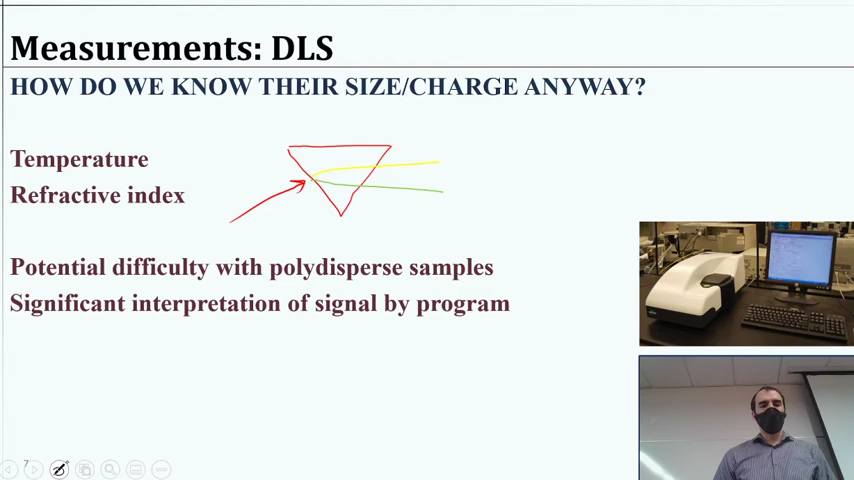 Measurements: DLS
HOW DO WE KNOW THEIR SIZE/CHARGE ANYWAY?
Temperature
Refractive index
Potential difficulty with polydisperse samples
Significant interpretation of signal by program
7